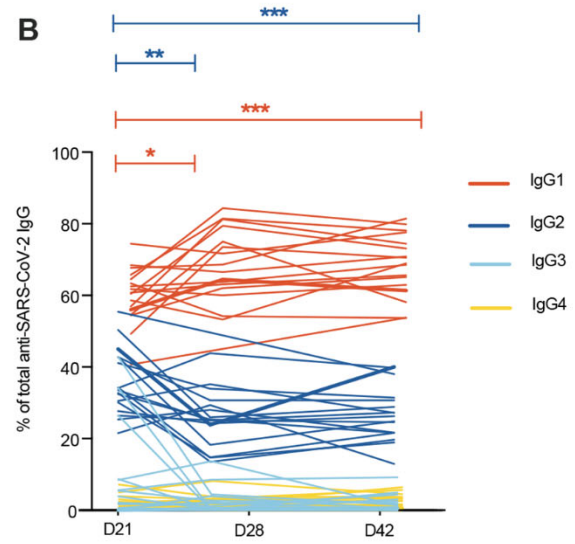 B
***
**
***
*
100
80
60
40
20
0
% of total anti-SARS-CoV-2 IgG
D21 D28 D42
IgG1
IgG2
IgG3
IgG4